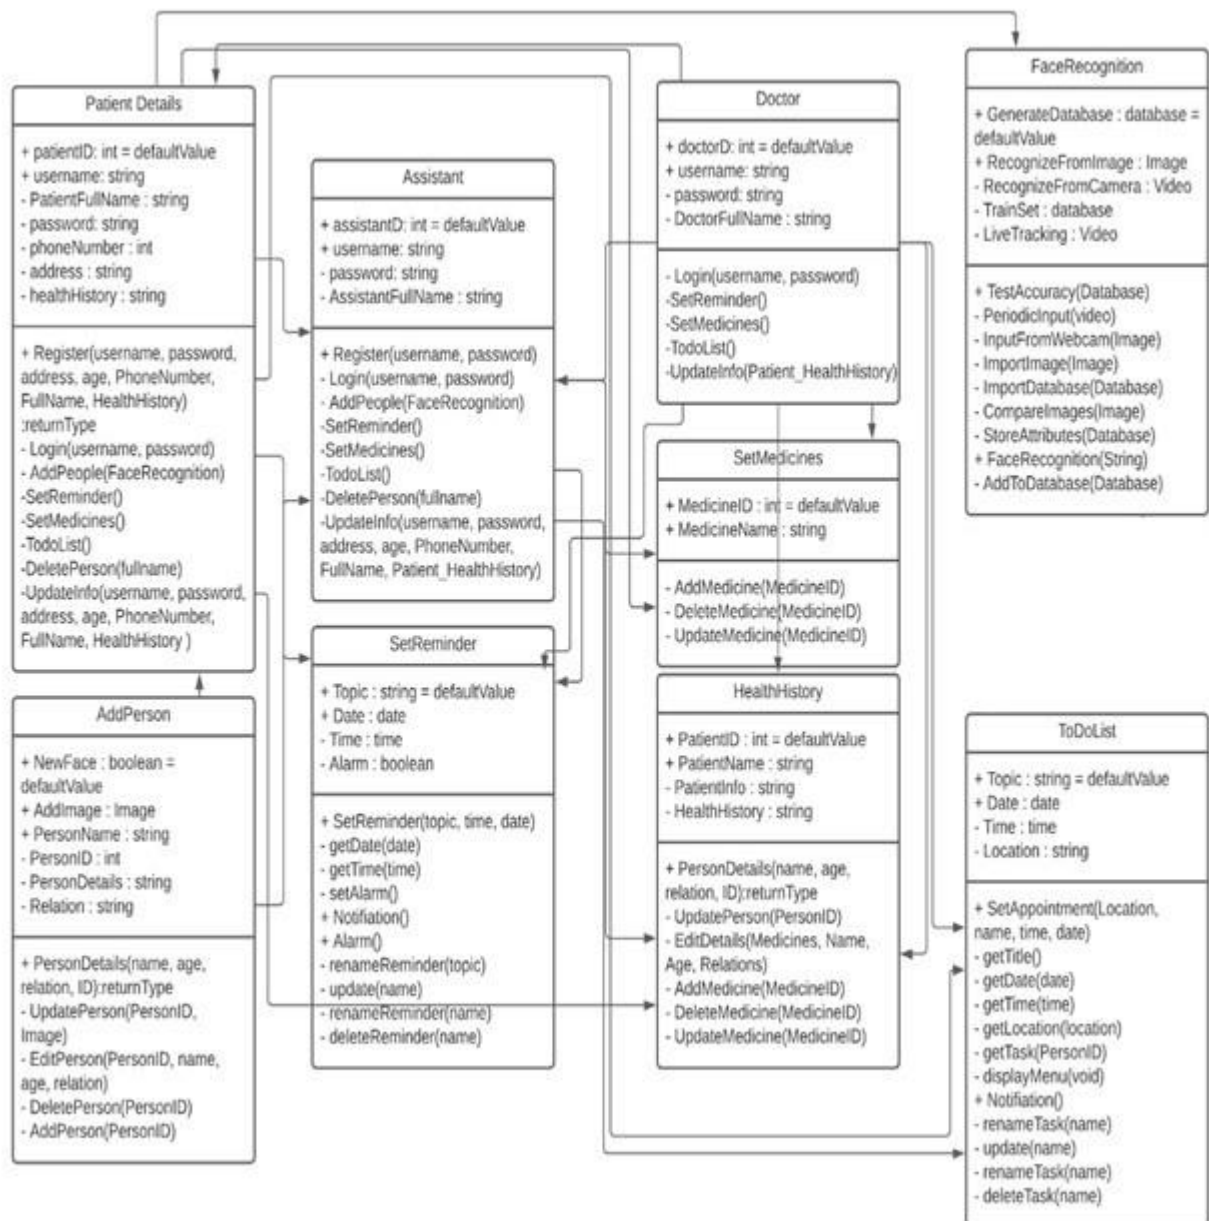 Patient Details
+ patientID: int = defaultValue
+ username: string
- PatientFullName : string
- password: string
- phoneNumber : int
- address : string
- healthHistory : string
+ Register(username, password,
address, age, PhoneNumber,
FullName, HealthHistory)
:returnType
- Login(username, password)
- AddPeople(FaceRecognition)
-SetReminder()
-SetMedicines()
-TodoList()
-DeletePerson(fullname)
-UpdateInfo(username, password,
address, age, PhoneNumber,
FullName, HealthHistory )
AddPerson
+ NewFace : boolean =
defaultValue
+ AddImage : Image
+ PersonName : string
- PersonID : int
- PersonDetails : string
- Relation : string
+ PersonDetails(name, age,
relation, ID):returnType
- UpdatePerson(PersonID,
Image)
- EditPerson(PersonID, name,
age, relation)
- DeletePerson(PersonID)
- AddPerson(PersonID)
Assistant
+ assistantD: int = defaultValue
+ username: string
- password: string
- AssistantFullName : string
+ Register(username, password)
- Login(username, password)
- AddPeople(FaceRecognition)
-SetReminder()
-SetMedicines()
-TodoList()
-DeletePerson(fullname)
-UpdateInfo(username, password,
address, age, PhoneNumber,
FullName, Patient_HealthHistory)
SetReminder
+ Topic : string = defaultValue
+ Date : date
- Time : time
- Alarm : boolean
+ SetReminder(topic, time, date)
- getDate(date)
- getTime(time)
- setAlarm()
+ Notifiation()
+ Alarm()
- renameReminder(topic)
- update(name)
- renameReminder(name)
- deleteReminder(name)
Doctor
+ doctorD: int = defaultValue
+ username: string
- password: string
- DoctorFullName : string
- Login(username, password)
-SetReminder()
-SetMedicines()
-TodoList()
-UpdateInfo(Patient_HealthHistory)
SetMedicines
+ MedicineID : int = defaultValue
+ MedicineName : string
- AddMedicine(MedicineID)
- DeleteMedicine(MedicineID)
- UpdateMedicine(MedicineID)
HealthHistory
+ PatientID : int = defaultValue
+ PatientName : string
- PatientInfo : string
- HealthHistory : string
+ PersonDetails(name, age,
relation, ID):returnType
- UpdatePerson(PersonID)
- EditDetails(Medicines, Name,
Age, Relations)
- AddMedicine(MedicineID)
- DeleteMedicine(MedicineID)
- UpdateMedicine(MedicineID)
FaceRecognition
+ GenerateDatabase : database =
defaultValue
+ RecognizeFromImage : Image
- RecognizeFromCamera : Video
- TrainSet : database
- LiveTracking : Video
+ TestAccuracy(Database)
- PeriodicInput(video)
- InputFromWebcam(Image)
- ImportImage(Image)
- ImportDatabase(Database)
- CompareImages(Image)
- StoreAttributes(Database)
+ FaceRecognition(String)
- AddToDatabase(Database)
ToDoList
+ Topic : string = defaultValue
+ Date : date
- Time : time
- Location : string
+ SetAppointment(Location,
name, time, date)
- getTitle()
- getDate(date)
- getTime(time)
- getLocation(location)
- getTask(PersonID)
- displayMenu(void)
+ Notifiation()
- renameTask(name)
- update(name)
- renameTask(name)
- deleteTask(name)